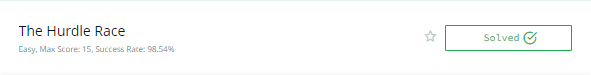 The Hurdle Race
Solved
Easy, Max Score: 15, Success Rate: 98.54%